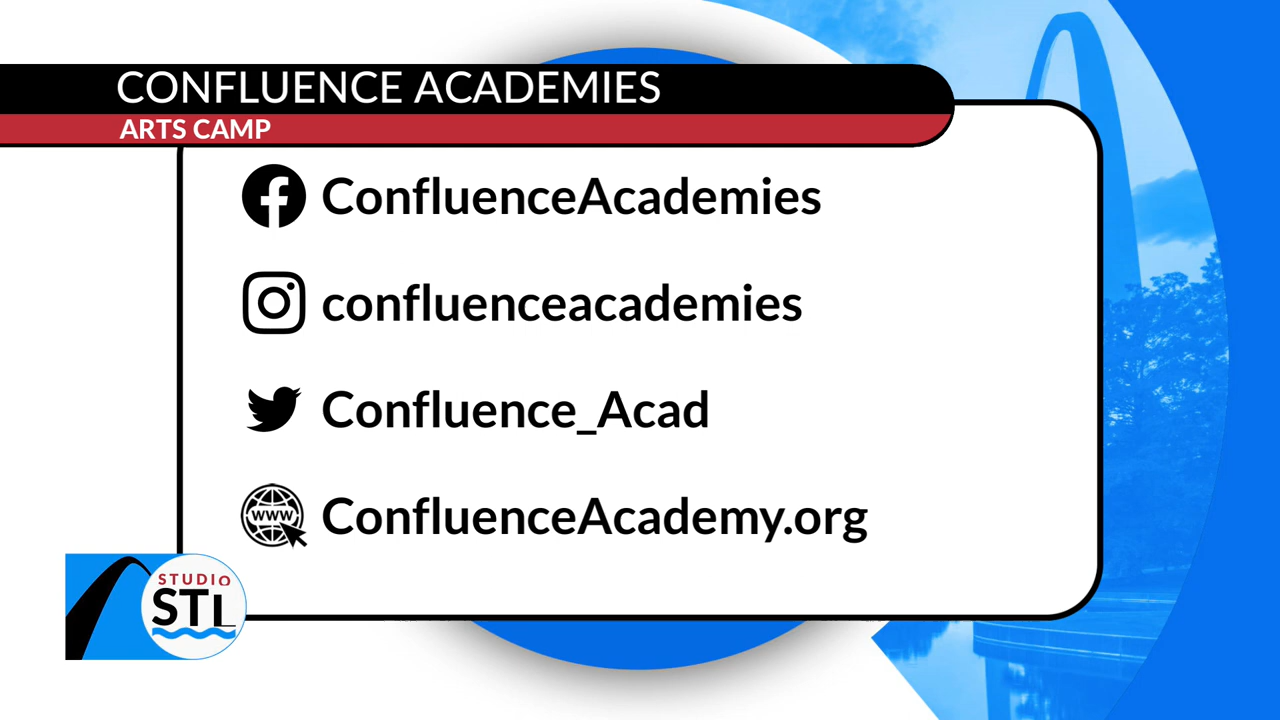 CONFLUENCE ACADEMIES
ARTS CAMP
ConfluenceAcademies
confluenceacademies
Confluence_Acad
WWW
ConfluenceAcademy.org
STUDIO
STL